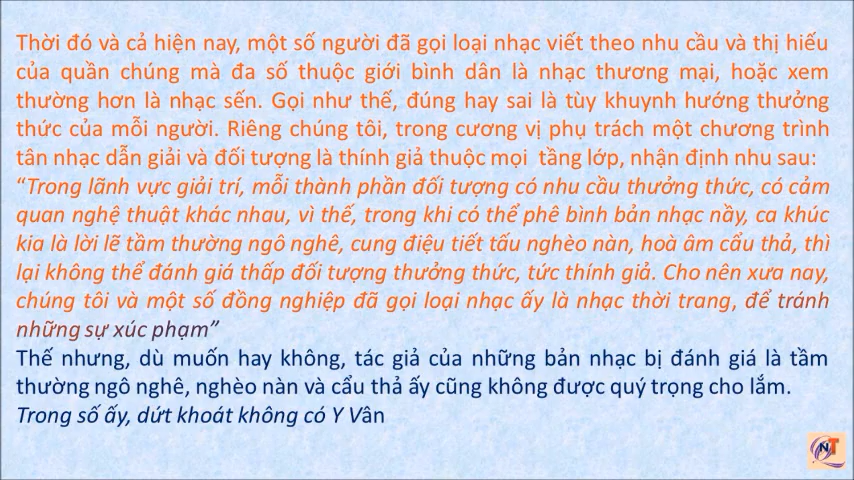 Thời đó và cả hiện nay, một số người đã gọi loại nhạc viết theo nhu cầu và thị hiếu
của quần chúng mà đa số thuộc giới bình dân là nhạc thương mại, hoặc xem
thường hơn là nhạc sến. Gọi như thế, đúng hay sai là tùy khuynh hướng thưởng
thức của mỗi người. Riêng chúng tôi, trong cương vị phụ trách một chương trình
tân nhạc dẫn giải và đối tượng là thính giả thuộc mọi tầng lớp, nhận định nhu sau:
“Trong lãnh vực giải trí, mỗi thành phần đối tượng có nhu cầu thưởng thức, có cảm
quan nghệ thuật khác nhau, vì thế, trong khi có thể phê bình bản nhạc nầy, ca khúc
kia là lời lẽ tầm thường ngô nghê, cung điệu tiết tấu nghèo nàn, hoà âm cẩu thả, thì
lại không thể đánh giá thấp đối tượng thưởng thức, tức thính giả. Cho nên xưa nay,
chúng tôi và một số đồng nghiệp đã gọi loại nhạc ấy là nhạc thời trang, để tránh
những sự xúc phạm”
Thế nhưng, dù muốn hay không, tác giả của những bản nhạc bị đánh giá là tầm
thường ngô nghê, nghèo nàn và cẩu thả ấy cũng không được quý trọng cho lắm.
Trong số ấy, dứt khoát không có Y Vân
NT